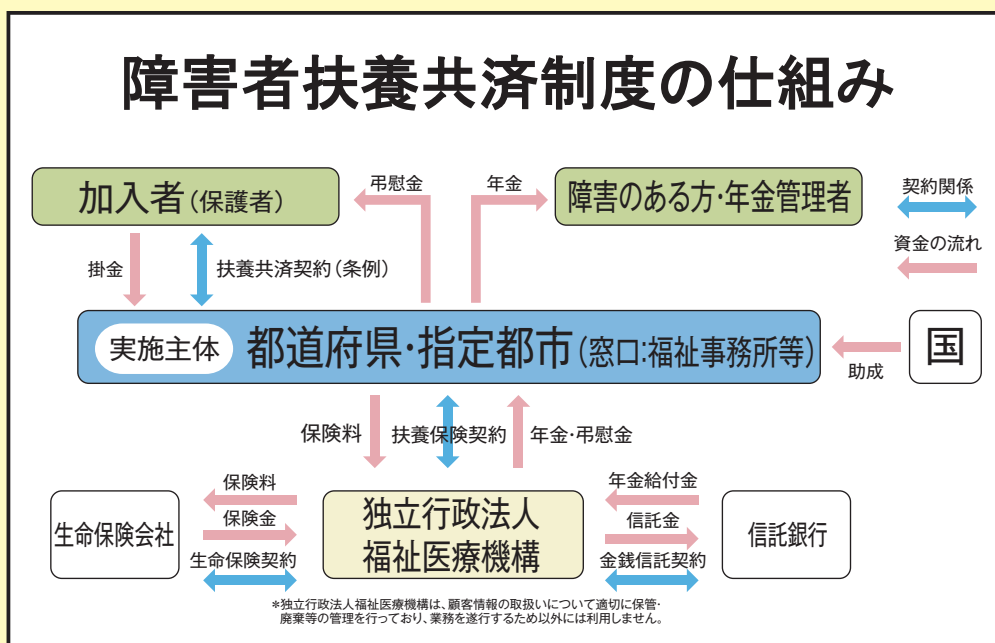 障害者扶養共済制度の仕組み
加入者(保護者)
弔慰金
年金
障害のある方・年金管理者
契約関係
資金の流れ
掛金
扶養共済契約(条例)
実施主体 都道府県・指定都市(窓口:福祉事務所等)
国
助成
保険料
扶養保険契約
年金・弔慰金
生命保険会社
保険料
保険金
生命保険契約
独立行政法人
福祉医療機構
年金給付金
信託金
金銭信託契約
信託銀行
*独立行政法人福祉医療機構は、顧客情報の取扱いについて適切に保管・
廃棄等の管理を行っており、業務を遂行するため以外には利用しません。